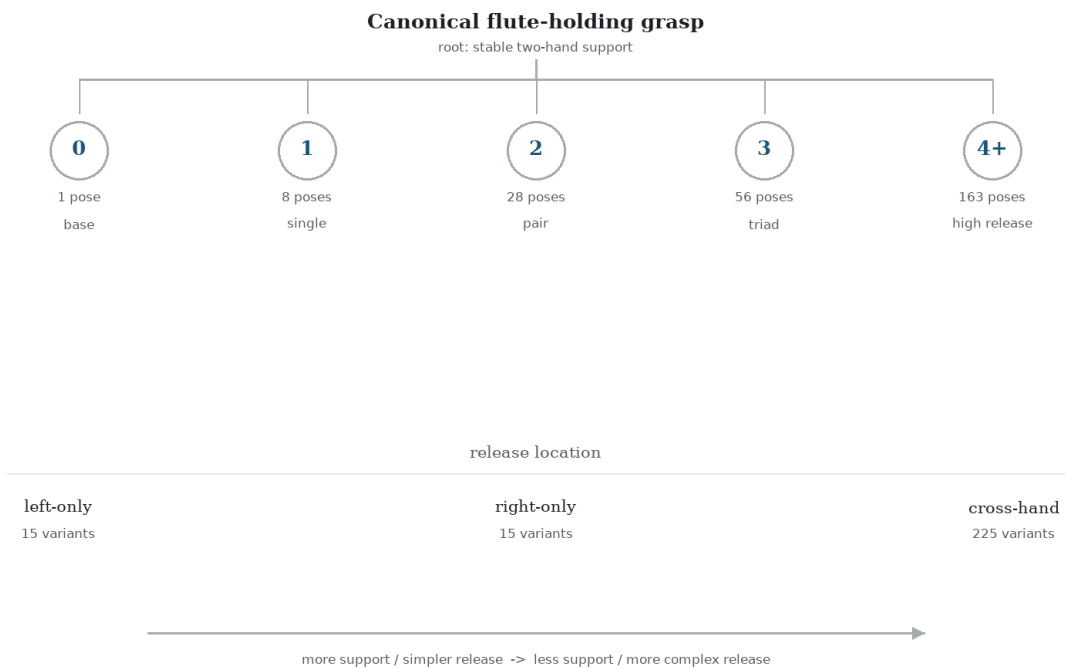 Canonical flute-holding grasp
root: stable two-hand support
0 1 2 3 4+
1 pose 8 poses 28 poses 56 poses 163 poses
base single pair triad high release
release location
left-only right-only cross-hand
15 variants 15 variants 225 variants
more support / simpler release -> less support / more complex release